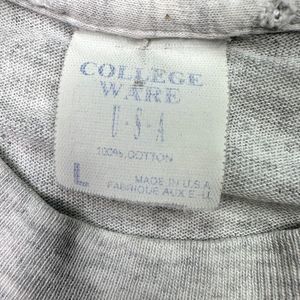 COLLEGE
WARE
U·S·A
100% COTTON
L
MADE IN U.S.A.
FABRIQUE AUX E.-U.